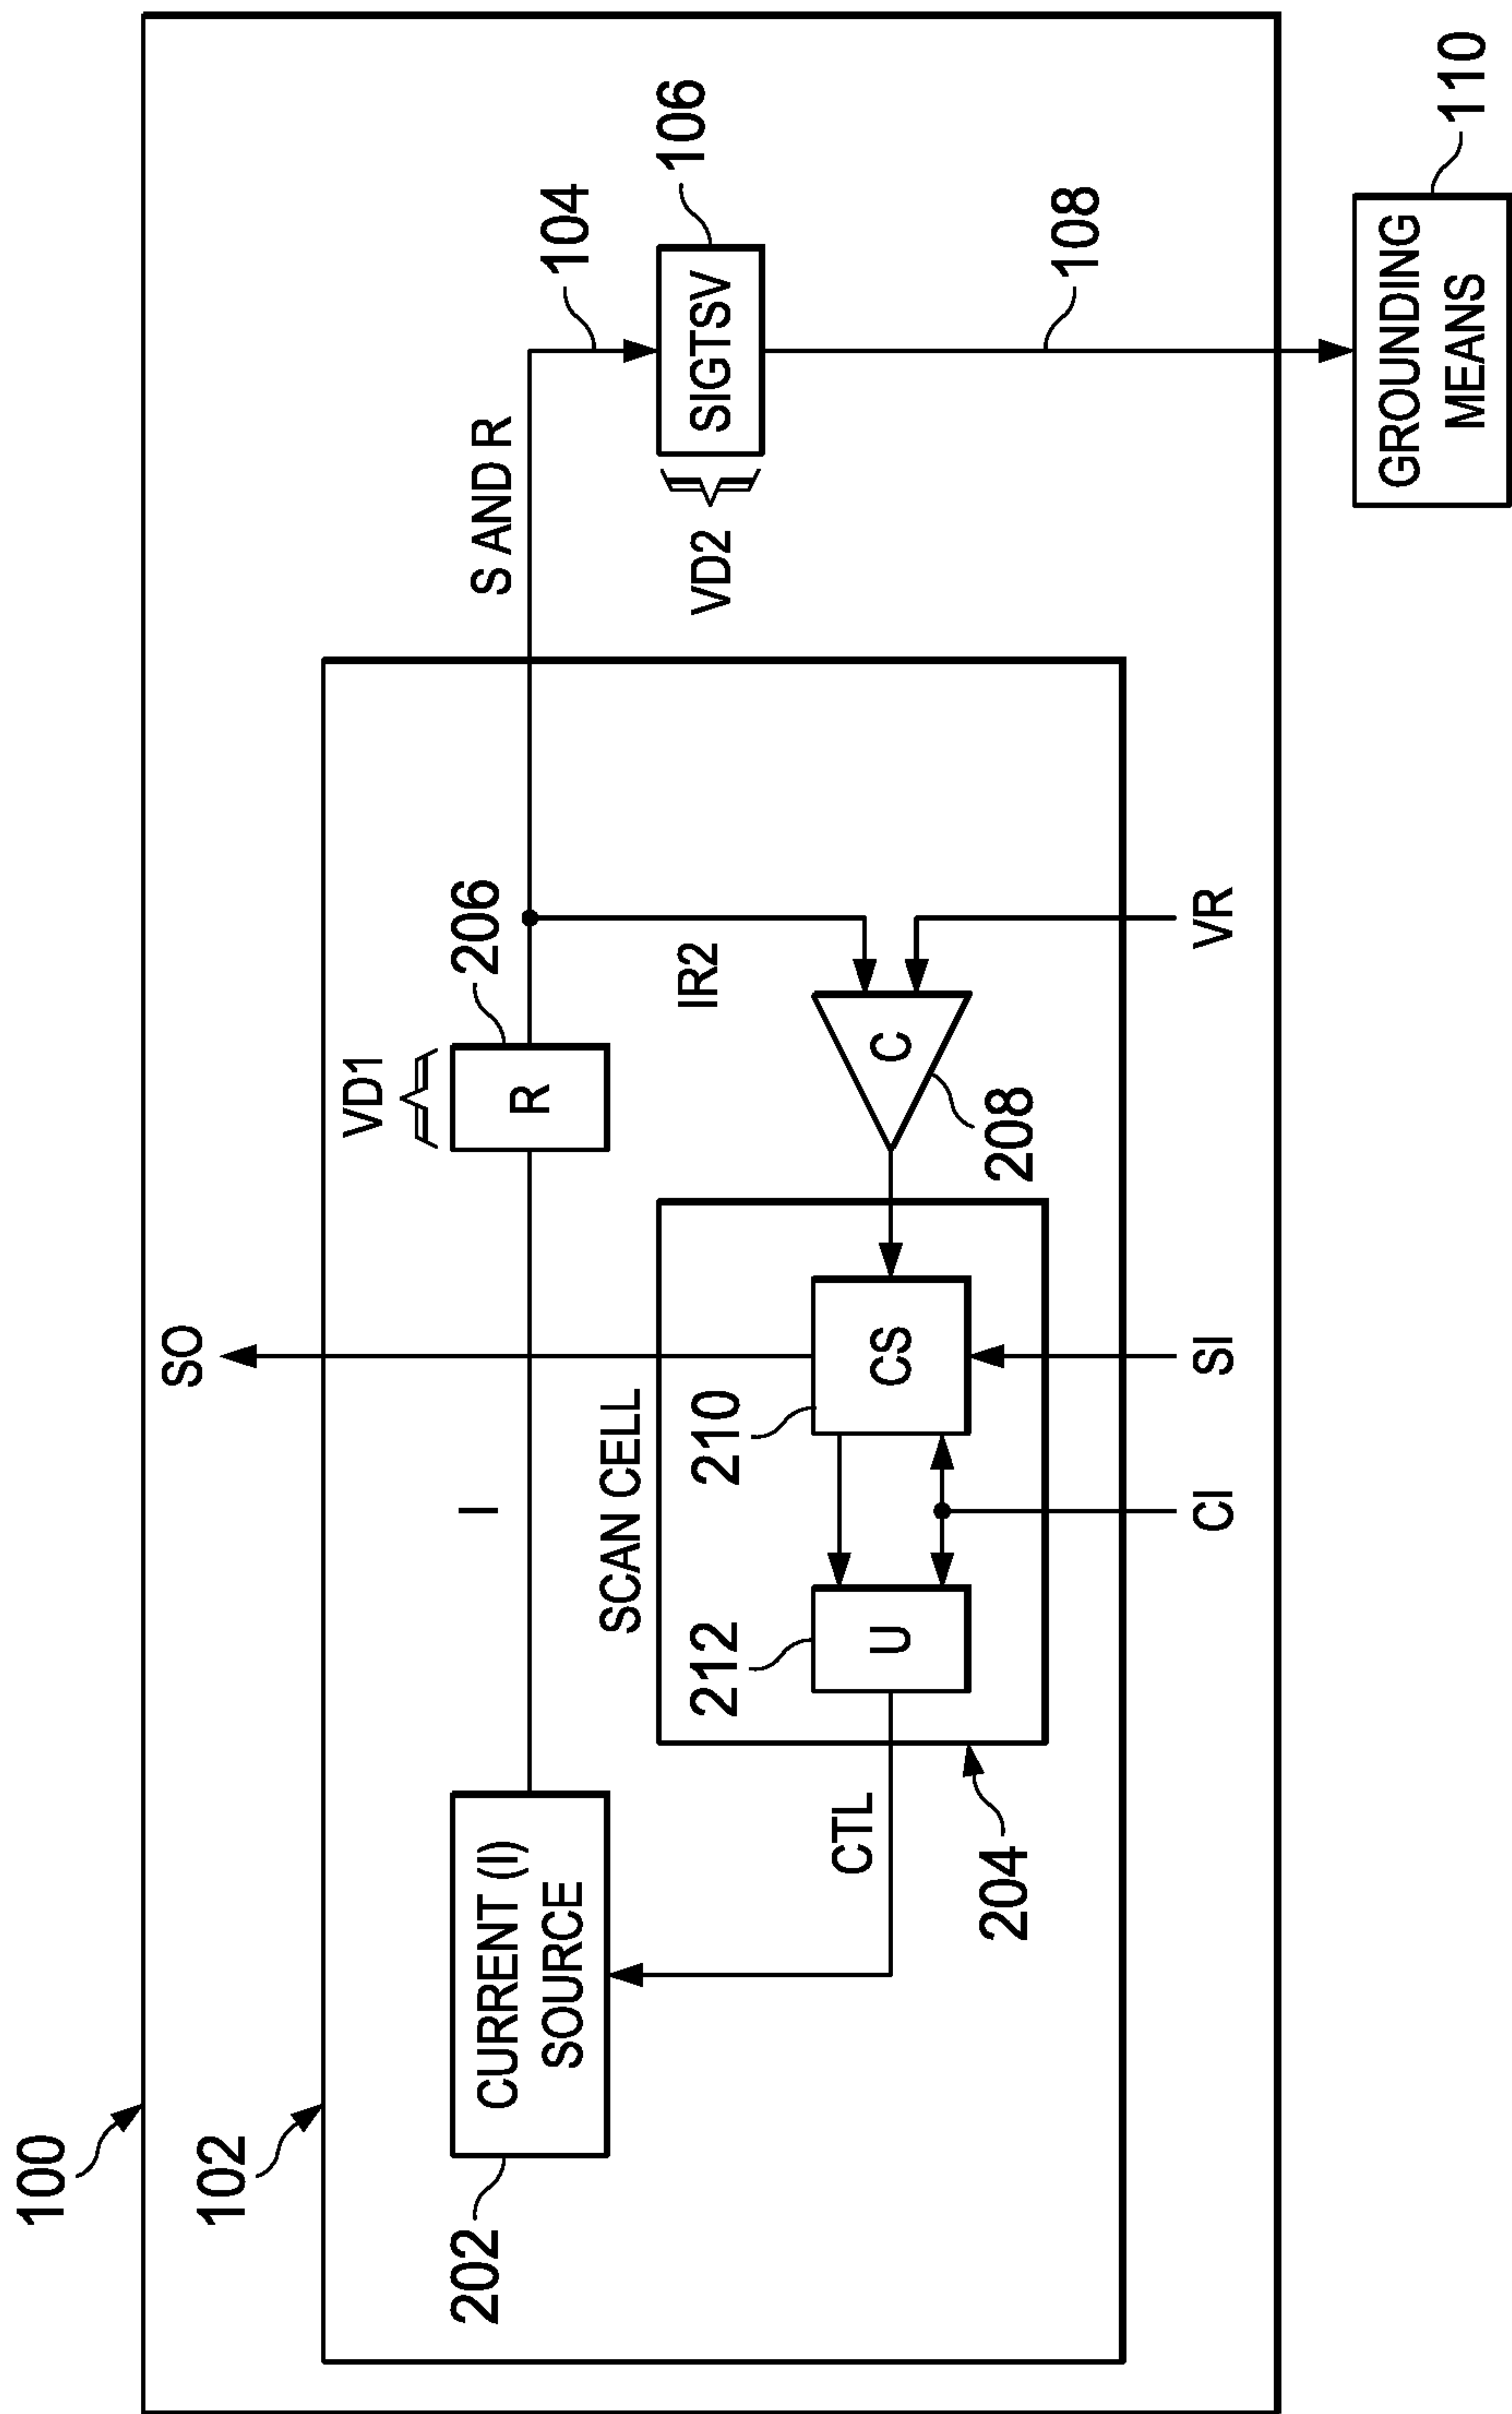 100
102
SO
VD1
206
R
I
CURRENT (I)
SOURCE
202
S AND R
104
SIGTSV
106
VD2
108
GROUNDING
MEANS
110
SCAN CELL
212
U
210
CS
C
208
IR2
CTL
204
CI
SI
VR